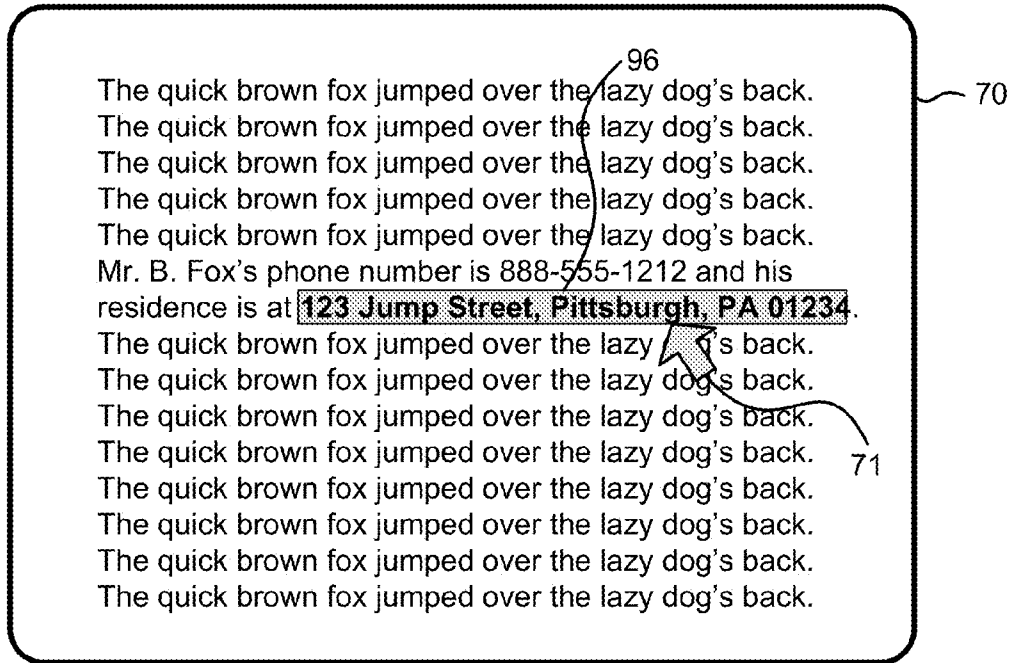 96
The quick brown fox jumped over the lazy dog's back.
70
The quick brown fox jumped over the lazy dog's back.
The quick brown fox jumped over the lazy dog's back.
The quick brown fox jumped over the lazy dog's back.
The quick brown fox jumped over the lazy dog's back.
Mr. B. Fox's phone number is 888-555-1212 and his
residence is at 123 Jump Street, Pittsburgh, PA 01234.
The quick brown fox jumped over the lazy dog's back.
The quick brown fox jumped over the lazy dog's back.
The quick brown fox jumped over the lazy dog's back.
The quick brown fox jumped over the lazy dog's back.
71
The quick brown fox jumped over the lazy dog's back.
The quick brown fox jumped over the lazy dog's back.
The quick brown fox jumped over the lazy dog's back.
The quick brown fox jumped over the lazy dog's back.